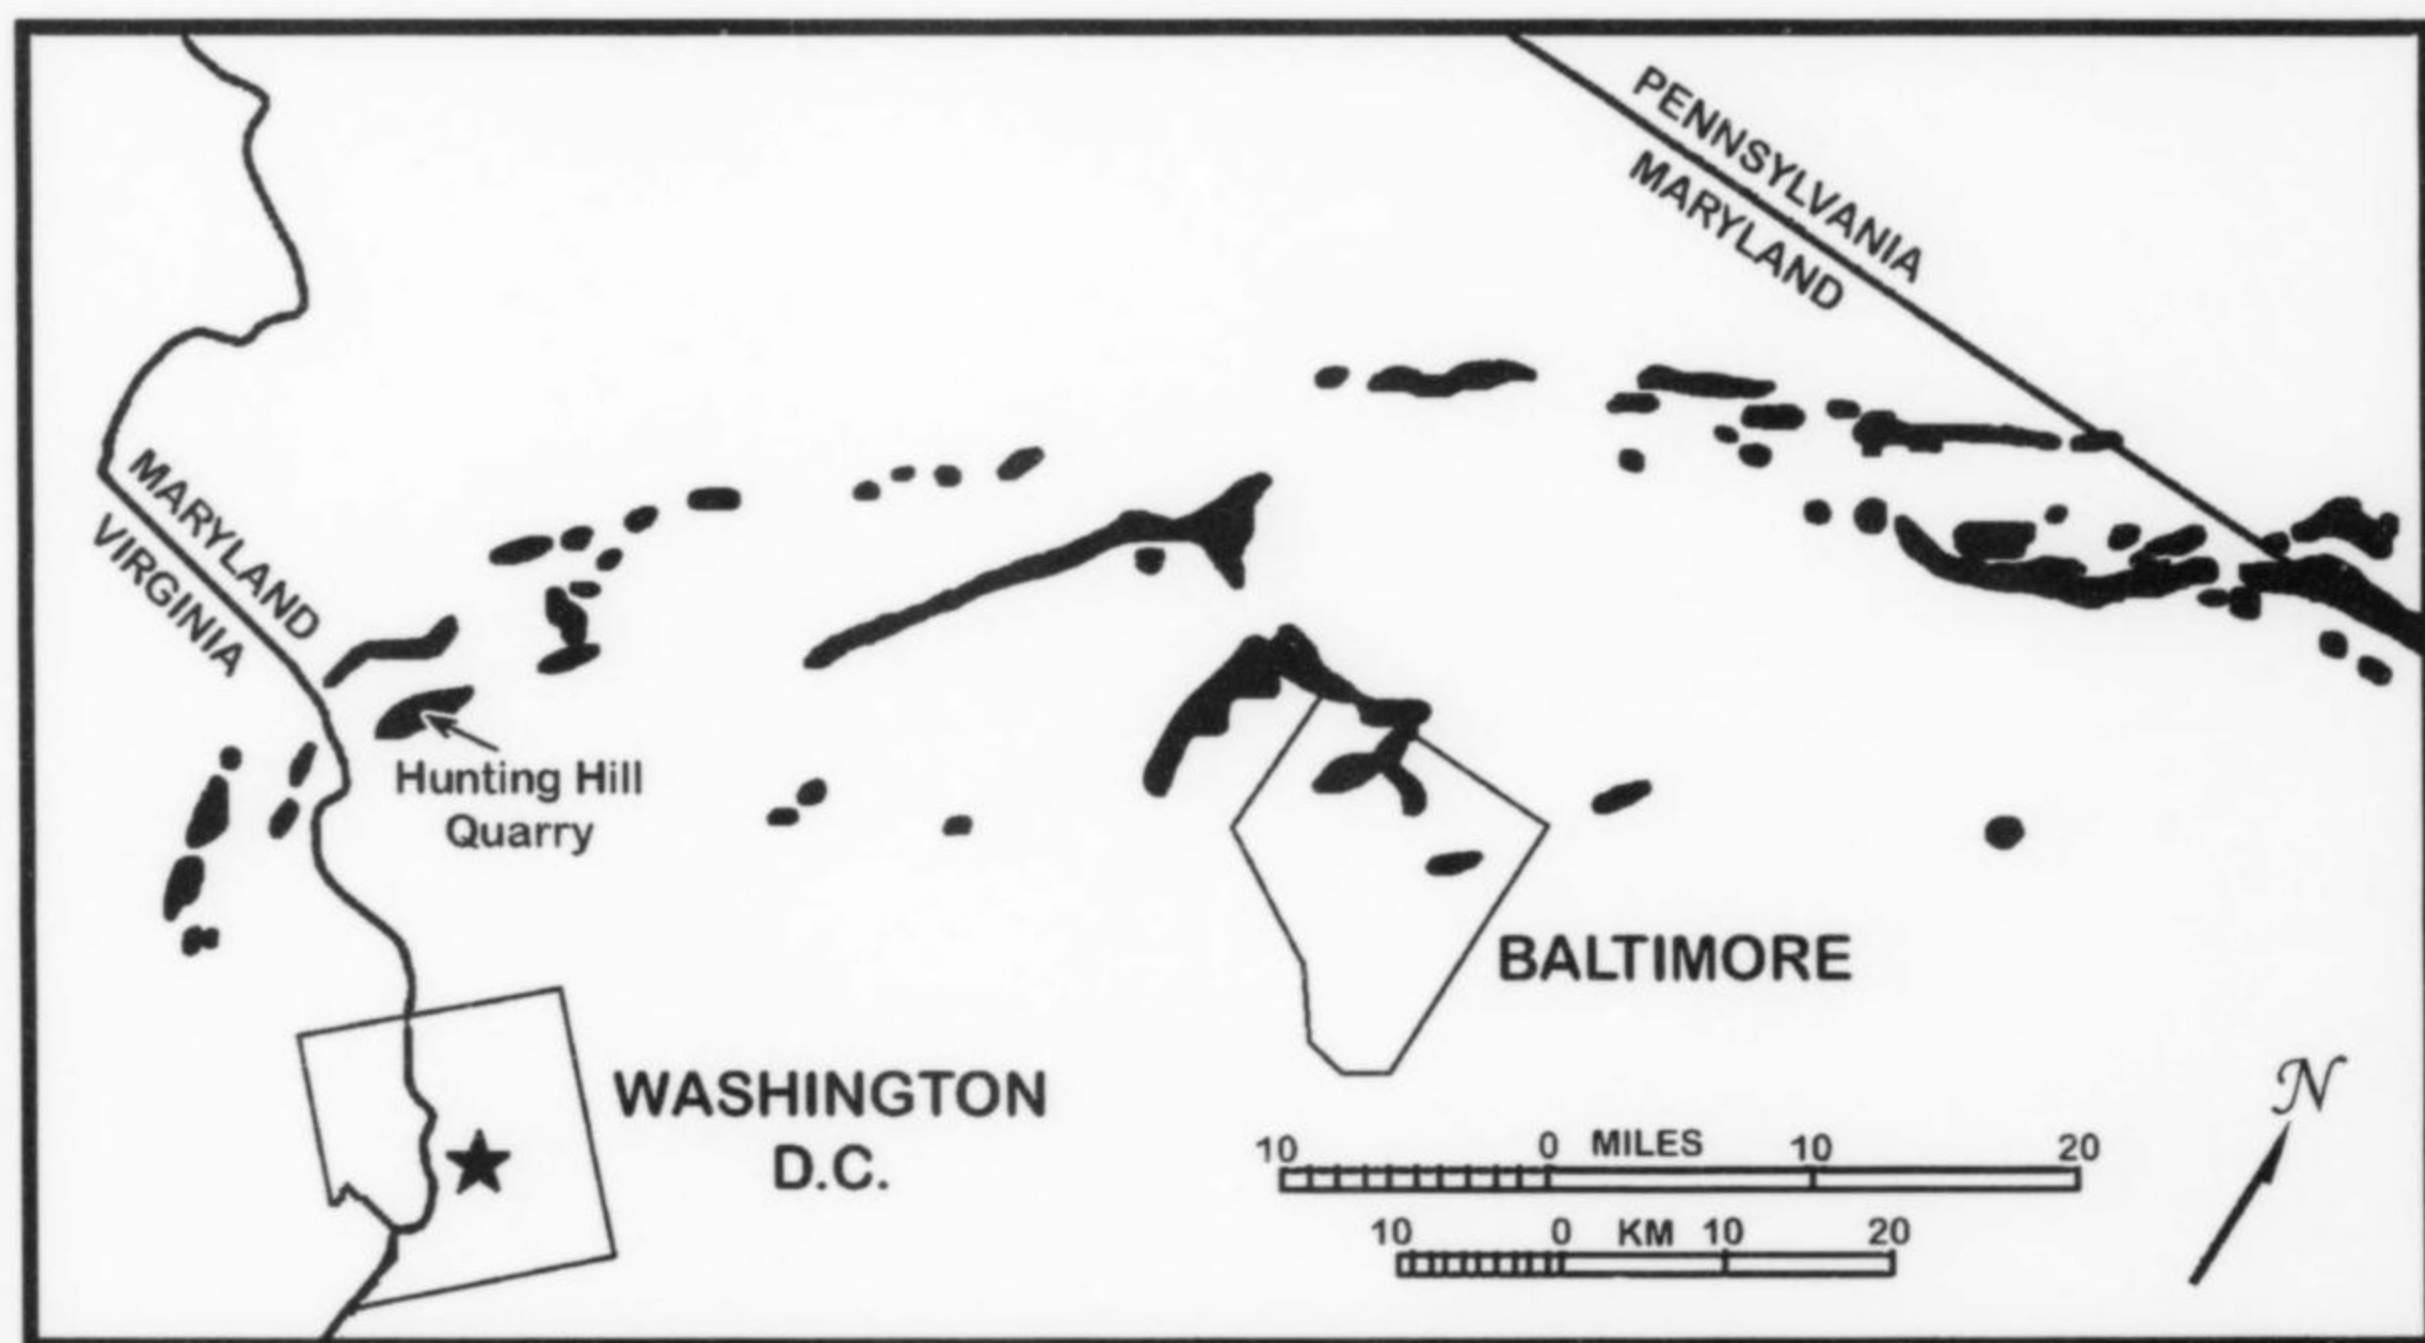 PENNSYLVANIA
MARYLAND
MARYLAND
VIRGINIA
Hunting Hill
Quarry
BALTIMORE
WASHINGTON
D.C.
N
10 0 MILES 10 20
10 0 KM 10 20